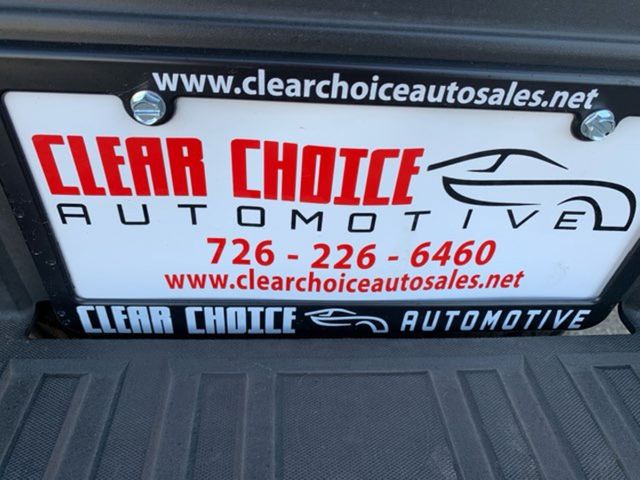 www.clearchoiceautosales.net
CLEAR CHOICE
AUTOMOTIVE
726 - 226 - 6460
www.clearchoiceautosales.net
CLEAR CHOICE AUTOMOTIVE